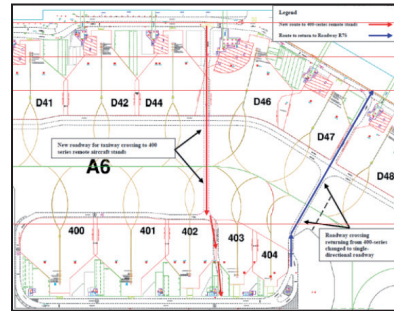 Legend
New route to 400-series remote stands
Route to return to Roadway R70
D41
D42
D44
D46
D47
D48
New roadway for taxiway crossing to 400
series remote aircraft stands
A6
400
401
402
403
404
Roadway crossing
returning from 400-series
changed to single-
directional roadway